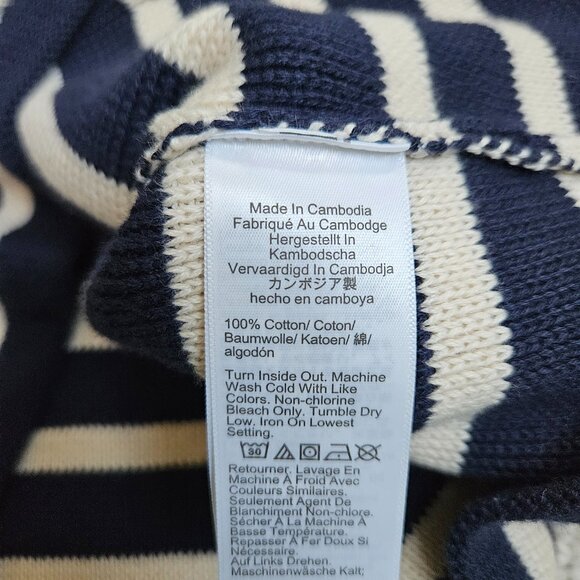 Made In Cambodia
Fabriqué Au Cambodge
Hergestellt In
Kambodscha
Vervaardigd In Cambodja
カンボジア製
hecho en camboya
100% Cotton/ Coton/
Baumwolle/ Katoen/ 綿/
algodón
Turn Inside Out. Machine
Wash Cold With Like
Colors. Non-chlorine
Bleach Only. Tumble Dry
Low. Iron On Lowest
Setting.
30
Retourner. Lavage En
Machine À Froid Avec
Couleurs Similaires.
Seulement Agent De
Blanchiment Non-chlore.
Sécher À La Machine À
Basse Température.
Repasser À Fer Doux Si
Nécessaire.
Auf Links Drehen.
Maschinenwäsche Kalt;